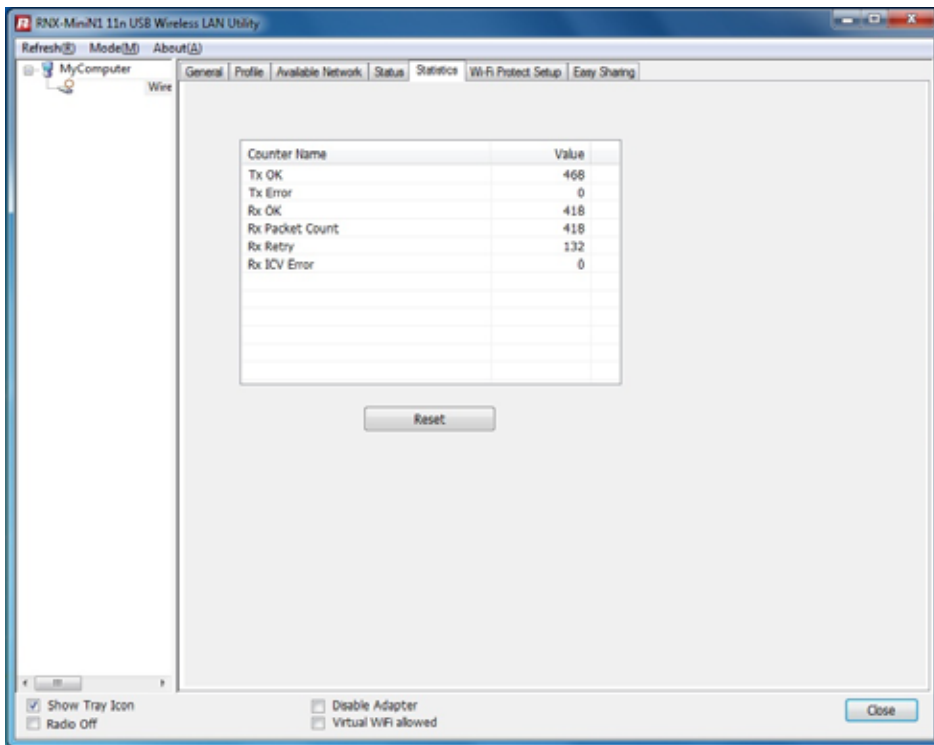 RNX-MiniN1 11n USB Wireless LAN Utility
Refresh(R) Mode(M) About(A)
MyComputer
Wire
General Profile Available Network Status Statistics Wi-Fi Protect Setup Easy Sharing
Counter Name Value
Tx OK 468
Tx Error 0
Rx OK 418
Rx Packet Count 418
Rx Retry 132
Rx ICV Error 0
Reset
Show Tray Icon Disable Adapter
Radio Off Virtual WiFi allowed
Close